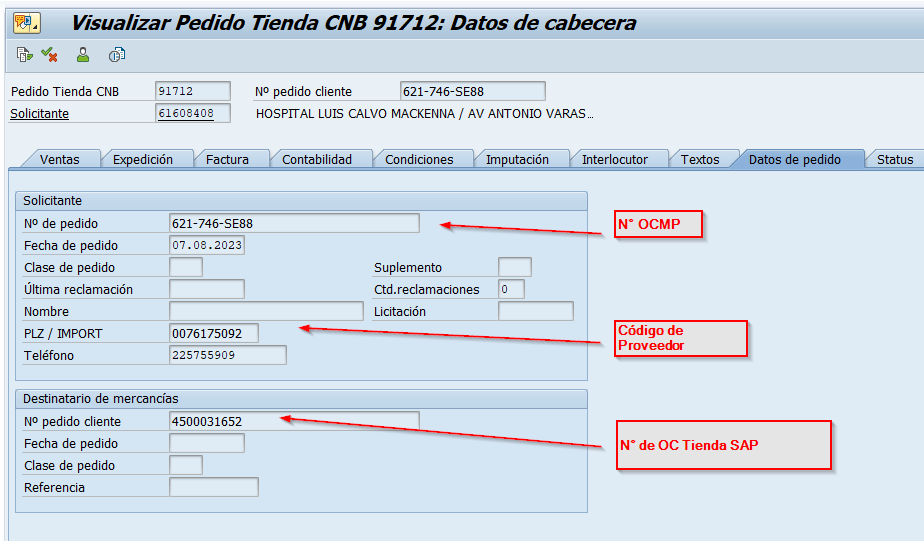 Visualizar Pedido Tienda CNB 91712: Datos de cabecera
Pedido Tienda CNB 91712 Nº pedido cliente 621-746-SE88
Solicitante 61608408 HOSPITAL LUIS CALVO MACKENNA / AV ANTONIO VARAS…
Ventas Expedición Factura Contabilidad Condiciones Imputación Interlocutor Textos Datos de pedido Status
Solicitante
Nº de pedido 621-746-SE88
N° OCMP
Fecha de pedido 07.08.2023
Clase de pedido Suplemento
Última reclamación Ctd.reclamaciones 0
Nombre Licitación
PLZ / IMPORT 0076175092
Código de
Proveedor
Teléfono 225755909
Destinatario de mercancías
Nº pedido cliente 4500031652
N° de OC Tienda SAP
Fecha de pedido
Clase de pedido
Referencia